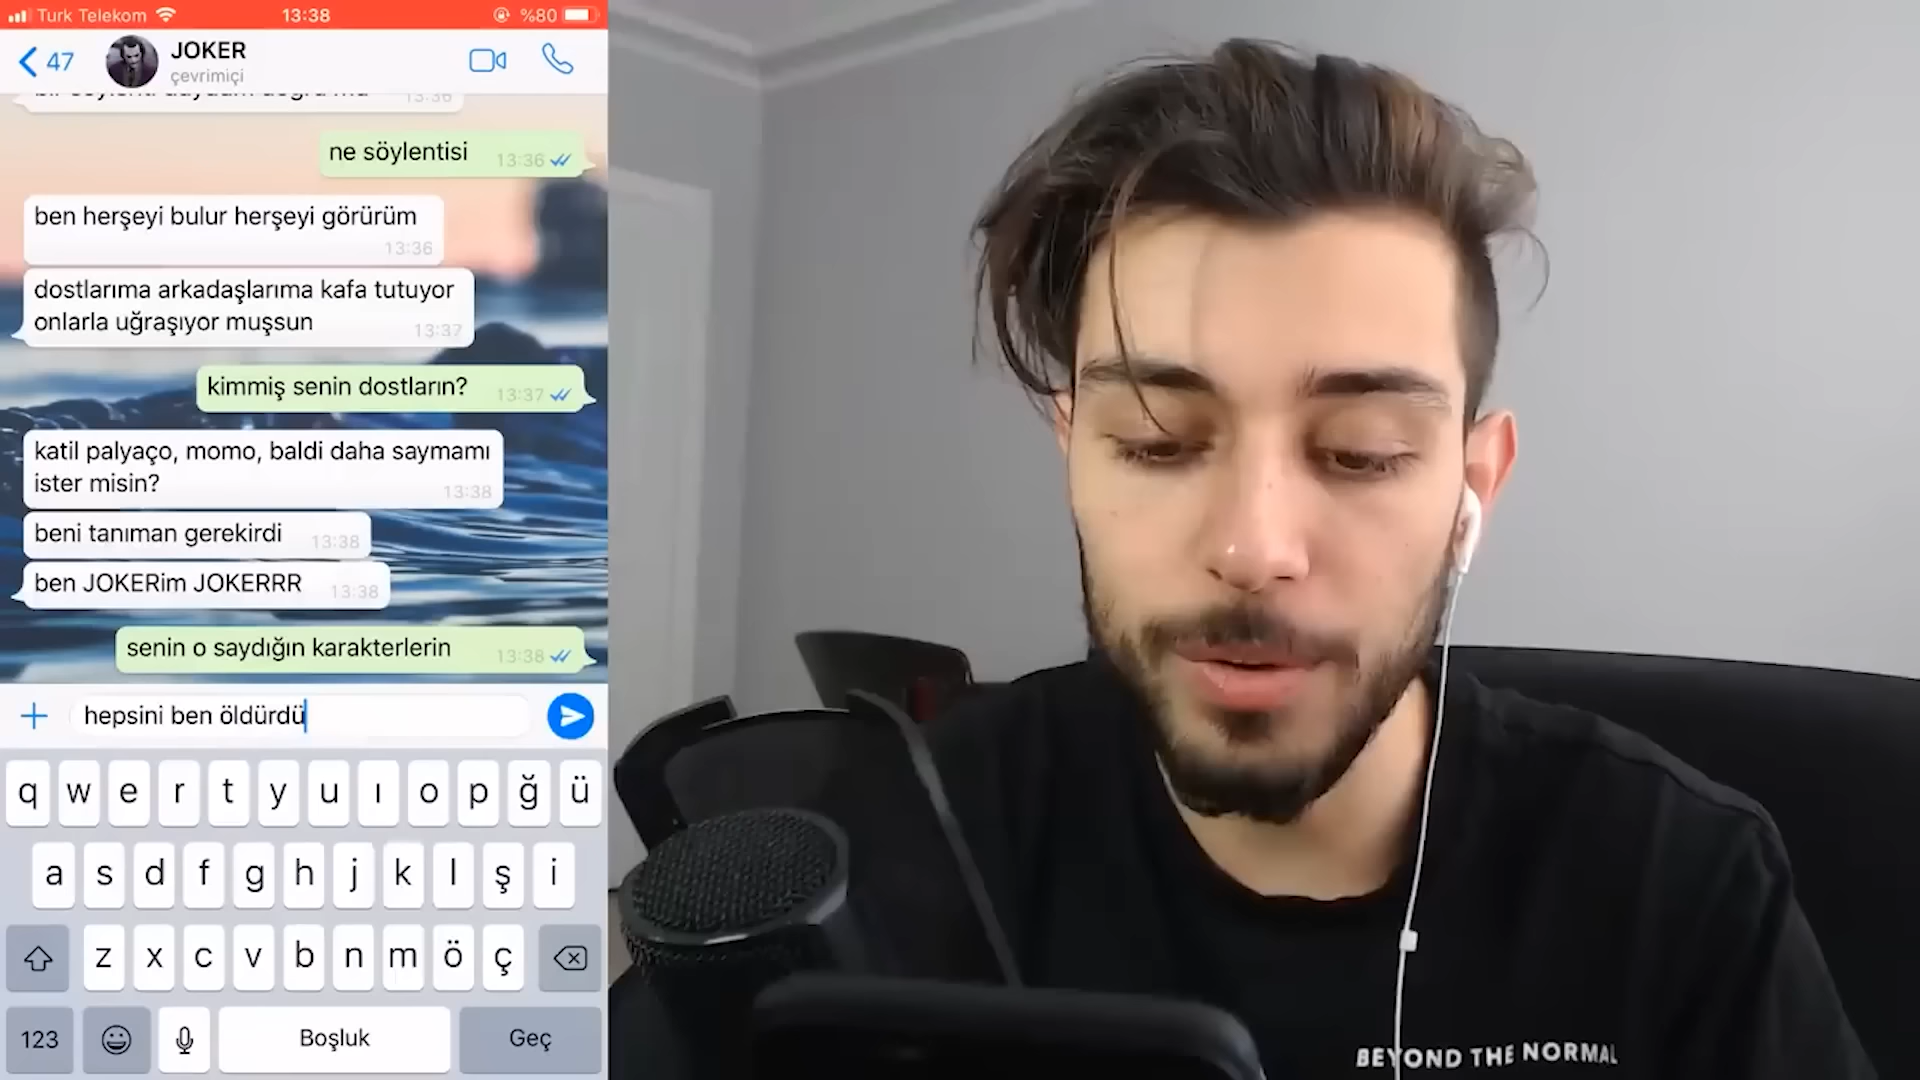 Turk Telekom
13:38
%80
47
JOKER
çevrimiçi
13:36
ne söylentisi 13:36
ben herşeyi bulur herşeyi görürüm
13:36
dostlarıma arkadaşlarıma kafa tutuyor
onlarla uğraşıyor muşsun 13:37
kimmiş senin dostların? 13:37
katil palyaço, momo, baldi daha saymamı
ister misin? 13:38
beni tanıman gerekirdi 13:38
ben JOKERim JOKERRR 13:38
senin o saydığın karakterlerin 13:38
hepsini ben öldürdü
q w e r t y u ı o p ğ ü
a s d f g h j k l ş i
z x c v b n m ö ç
123 Boşluk Geç
BEYOND THE NORMAL